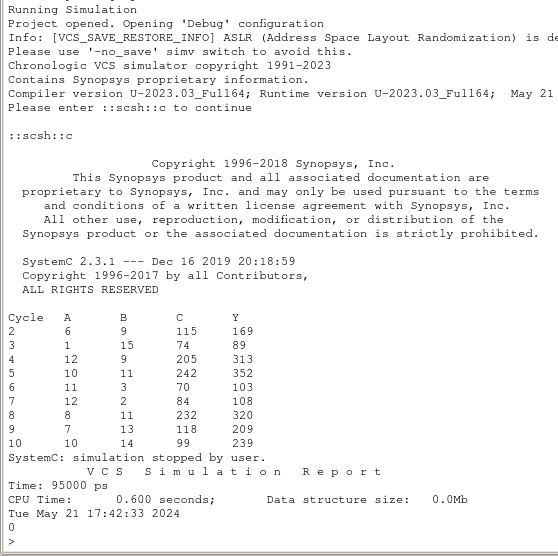 Running Simulation
Project opened. Opening 'Debug' configuration
Info: [VCS_SAVE_RESTORE_INFO] ASLR (Address Space Layout Randomization) is de
Please use '-no_save' simv switch to avoid this.
Chronologic VCS simulator copyright 1991-2023
Contains Synopsys proprietary information.
Compiler version U-2023.03_Full64; Runtime version U-2023.03_Full64;  May 21
Please enter ::scsh::c to continue
::scsh::c
Copyright 1996-2018 Synopsys, Inc.
This Synopsys product and all associated documentation are
proprietary to Synopsys, Inc. and may only be used pursuant to the terms
and conditions of a written license agreement with Synopsys, Inc.
All other use, reproduction, modification, or distribution of the
Synopsys product or the associated documentation is strictly prohibited.
SystemC 2.3.1 --- Dec 16 2019 20:18:59
Copyright 1996-2017 by all Contributors,
ALL RIGHTS RESERVED
Cycle A B C Y
2 6 9 115 169
3 1 15 74 89
4 12 9 205 313
5 10 11 242 352
6 11 3 70 103
7 12 2 84 108
8 8 11 232 320
9 7 13 118 209
10 10 14 99 239
SystemC: simulation stopped by user.
V C S   S i m u l a t i o n   R e p o r t
Time: 95000 ps
CPU Time:      0.600 seconds;       Data structure size:   0.0Mb
Tue May 21 17:42:33 2024
0
>